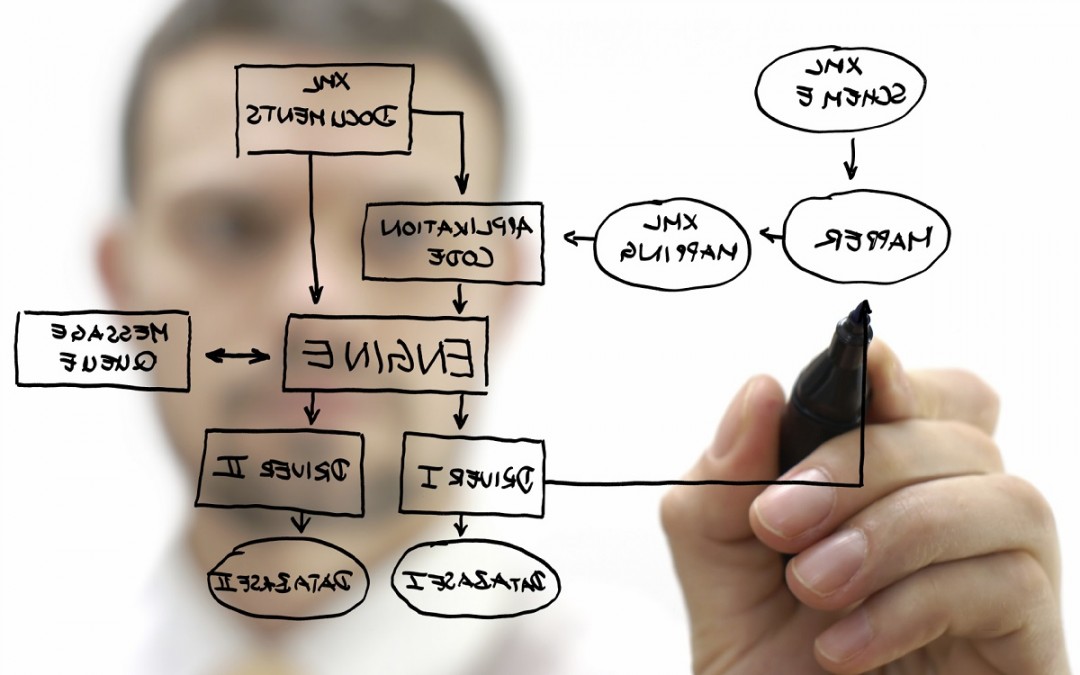 XML
DOCUMENTS
XML
SCHEME
APPLIKATION
CODE
XML
MAPPING
MAPPER
MESSAGE
QUEUE
ENGINE
DRIVER II
DRIVER I
DATABASE II
DATABASE I